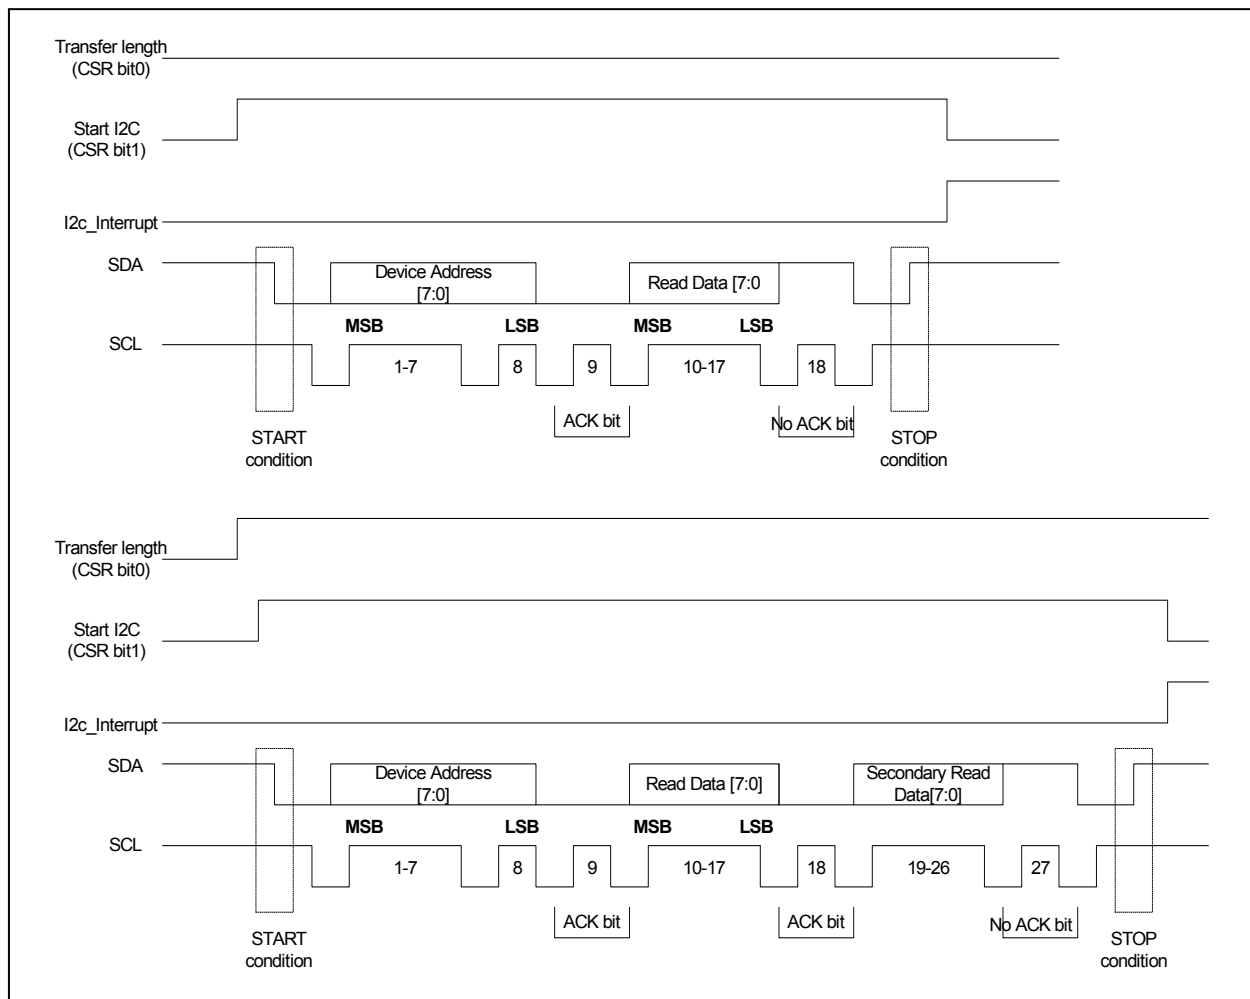 Transfer length
(CSR bit0)
Start I2C
(CSR bit1)
I2c_Interrupt
SDA
Device Address
[7:0]
Read Data [7:0
MSB
LSB
MSB
LSB
SCL
1-7
8
9
10-17
18
ACK bit
No ACK bit
START
condition
STOP
condition
Transfer length
(CSR bit0)
Start I2C
(CSR bit1)
I2c_Interrupt
SDA
Device Address
[7:0]
Read Data [7:0]
Secondary Read
Data[7:0]
MSB
LSB
MSB
LSB
SCL
1-7
8
9
10-17
18
19-26
27
ACK bit
ACK bit
No ACK bit
START
condition
STOP
condition